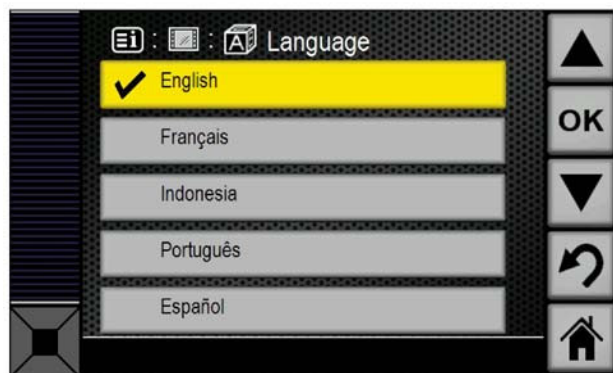 Language
English
Français
OK
Indonesia
Português
Español